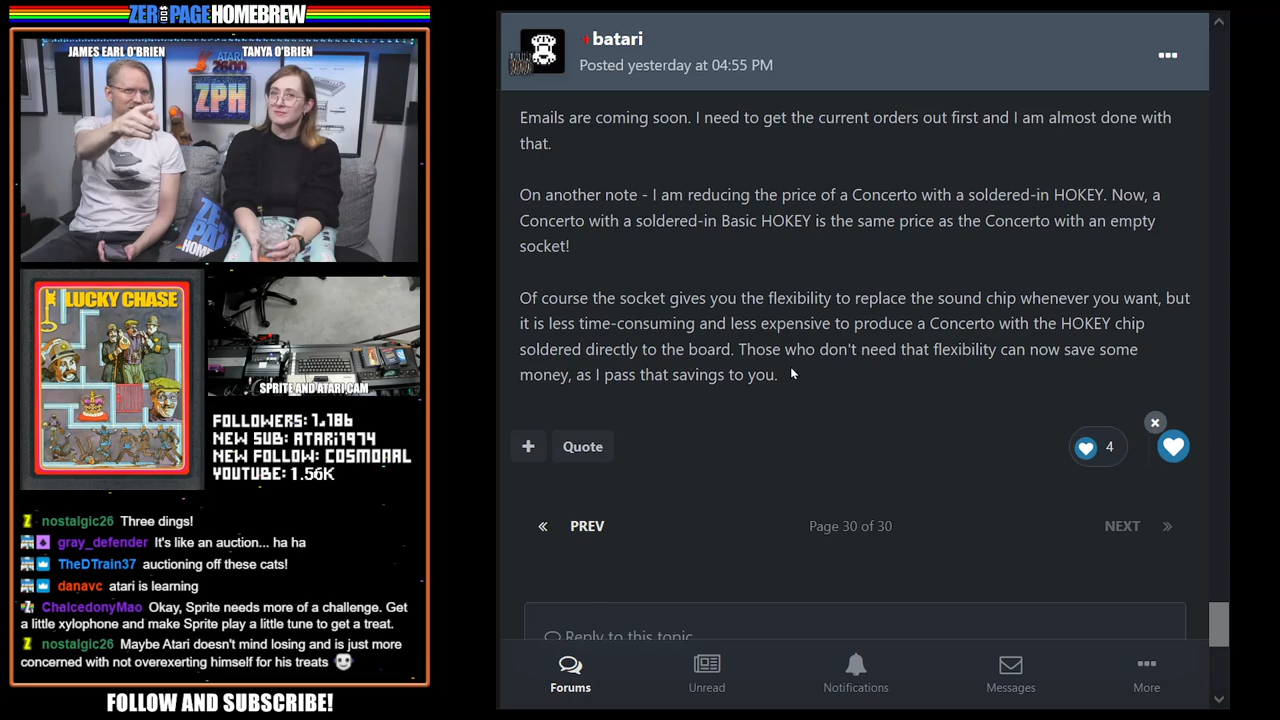 ZEROPAGE HOMEBREW
JAMES EARL O'BRIEN
TANYA O'BRIEN
ATARI
2600
ZPH
LUCKY CHASE
SPRITE AND ATARI CAM
FOLLOWERS: 1,186
NEW SUB: ATARI1974
NEW FOLLOW: COSMONAL
YOUTUBE: 1.56K
nostalgic26 Three dings!
gray_defender It's like an auction... ha ha
TheDTrain37 auctioning off these cats!
danavc atari is learning
ChalcedonyMao Okay, Sprite needs more of a challenge. Get
a little xylophone and make Sprite play a little tune to get a treat.
nostalgic26 Maybe Atari doesn't mind losing and is just more
concerned with not overexerting himself for his treats
FOLLOW AND SUBSCRIBE!
batari
Posted yesterday at 04:55 PM
Emails are coming soon. I need to get the current orders out first and I am almost done with
that.
On another note - I am reducing the price of a Concerto with a soldered-in HOKEY. Now, a
Concerto with a soldered-in Basic HOKEY is the same price as the Concerto with an empty
socket!
Of course the socket gives you the flexibility to replace the sound chip whenever you want, but
it is less time-consuming and less expensive to produce a Concerto with the HOKEY chip
soldered directly to the board. Those who don't need that flexibility can now save some
money, as I pass that savings to you.
+ Quote
4
« PREV
Page 30 of 30
NEXT »
Reply to this topic
Forums
Unread
Notifications
Messages
More